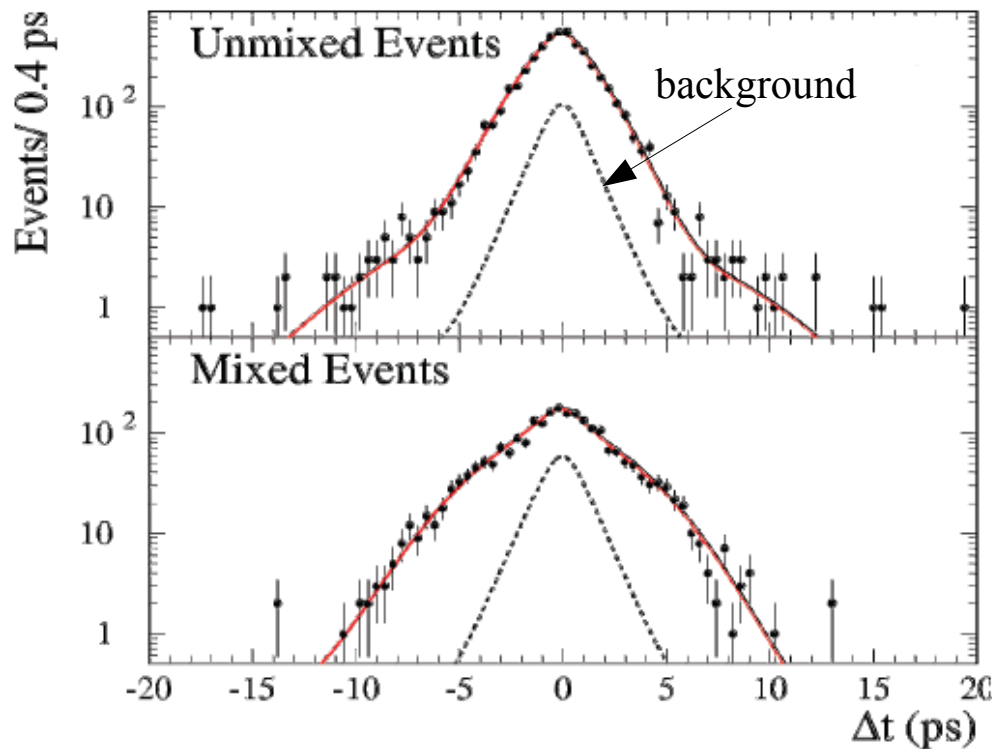 Events/ 0.4 ps
Unmixed Events
background
10 2
10
1
Mixed Events
10 2
10
1
-20 -15 -10 -5 0 5 10 15 20
Δt (ps)